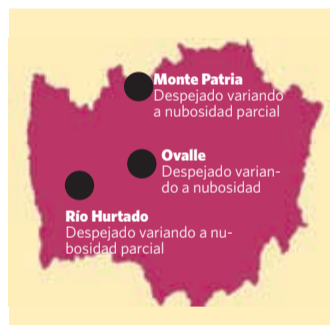 Monte Patria
Despejado variando
a nubosidad parcial
Ovalle
Despejado varian-
do a nubosidad
Río Hurtado
Despejado variando a nu-
bosidad parcial